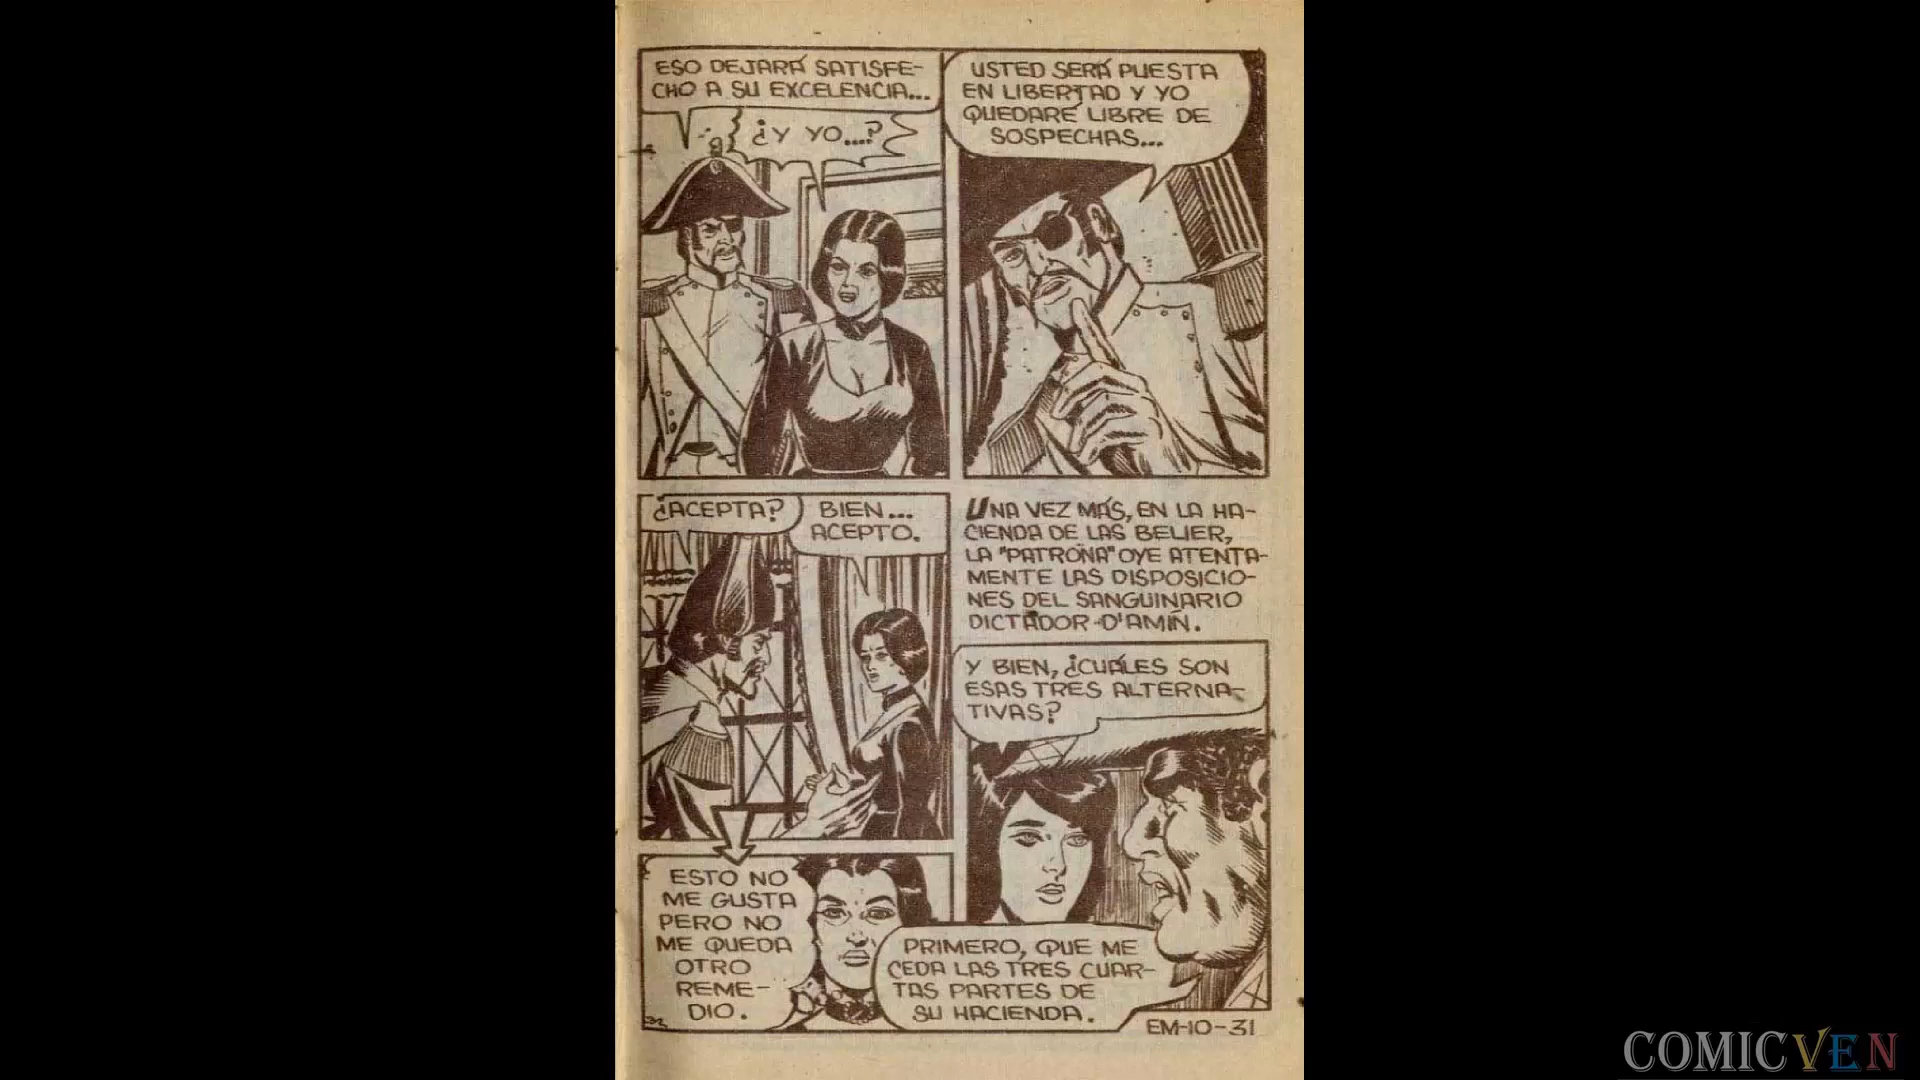 ESO DEJARÁ SATISFE-
CHO A SU EXCELENCIA...
¿Y YO...?
USTED SERÁ PUESTA
EN LIBERTAD Y YO
QUEDARÉ LIBRE DE
SOSPECHAS...
¿ACEPTA?
BIEN...
ACEPTO.
ESTO NO
ME GUSTA
PERO NO
ME QUEDA
OTRO
REME-
DIO.
UNA VEZ MÁS, EN LA HA-
CIENDA DE LAS BELIER,
LA "PATRONA" OYE ATENTA-
MENTE LAS DISPOSICIO-
NES DEL SANGUINARIO
DICTADOR D'AMÍN.
Y BIEN, ¿CUÁLES SON
ESAS TRES ALTERNA-
TIVAS?
PRIMERO, QUE ME
CEDA LAS TRES CUAR-
TAS PARTES DE
SU HACIENDA.
EM-10-31
COMICVEN